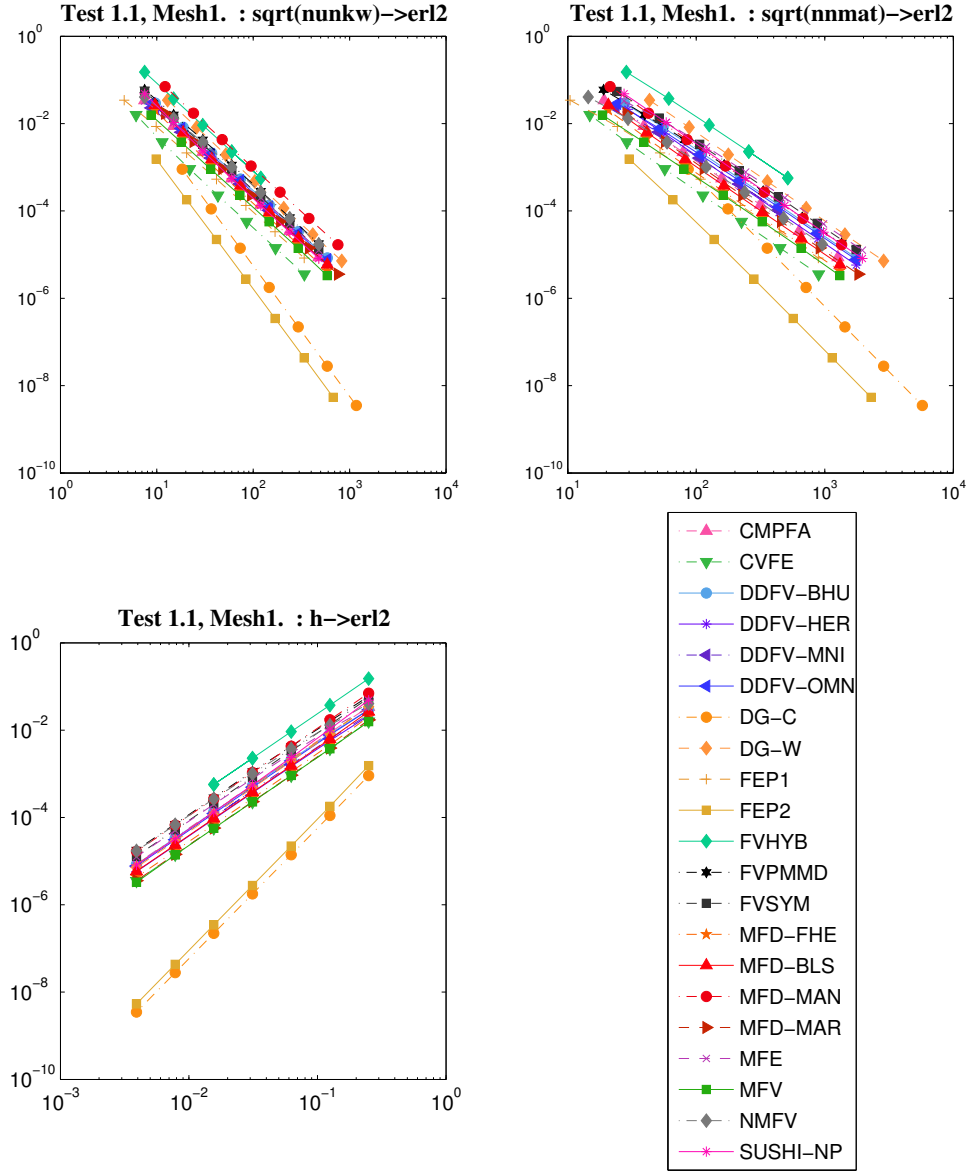 Test 1.1, Mesh1. : sqrt(nunkw)->erl2
10^0
10^-2
10^-4
10^-6
10^-8
10^-10
10^0 10^1 10^2 10^3 10^4
Test 1.1, Mesh1. : sqrt(nnmat)->erl2
10^0
10^-2
10^-4
10^-6
10^-8
10^-10
10^1 10^2 10^3 10^4
Test 1.1, Mesh1. : h->erl2
10^0
10^-2
10^-4
10^-6
10^-8
10^-10
10^-3 10^-2 10^-1 10^0
CMPFA
CVFE
DDFV-BHU
DDFV-HER
DDFV-MNI
DDFV-OMN
DG-C
DG-W
FEP1
FEP2
FVHYB
FVPMMD
FVSYM
MFD-FHE
MFD-BLS
MFD-MAN
MFD-MAR
MFE
MFV
NMFV
SUSHI-NP